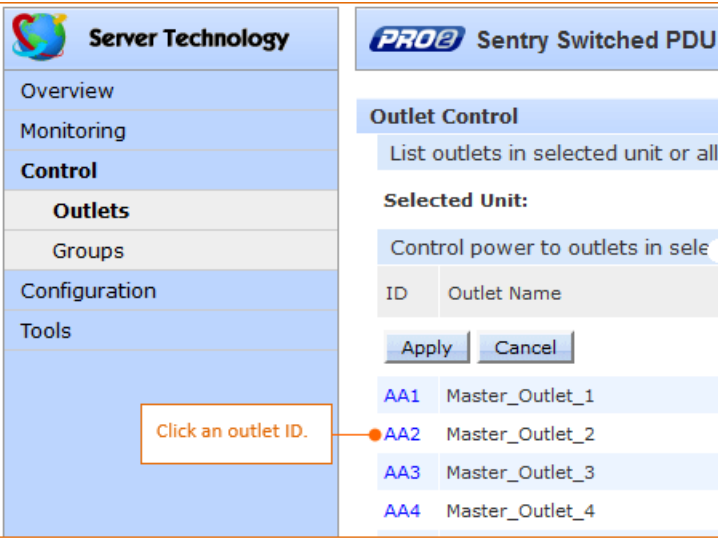 Server Technology
Overview
Monitoring
Control
Outlets
Groups
Configuration
Tools
Click an outlet ID.
PRO2 Sentry Switched PDU
Outlet Control
List outlets in selected unit or all
Selected Unit:
Control power to outlets in sele
ID Outlet Name
Apply Cancel
AA1 Master_Outlet_1
AA2 Master_Outlet_2
AA3 Master_Outlet_3
AA4 Master_Outlet_4